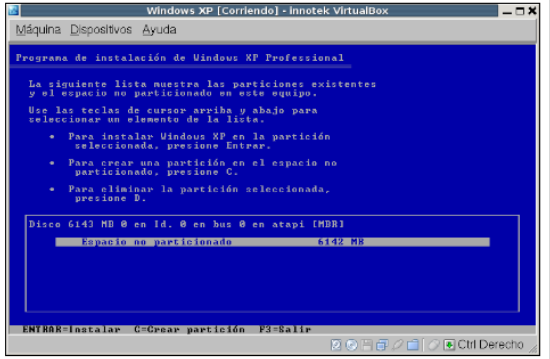 Windows XP [Corriendo] - innotek VirtualBox
Máquina Dispositivos Ayuda
Programa de instalación de Windows XP Professional
La siguiente lista muestra las particiones existentes
y el espacio no particionado en este equipo.
Use las teclas de cursor arriba y abajo para
seleccionar un elemento de la lista.
• Para instalar Windows XP en la partición
seleccionada, presione Entrar.
• Para crear una partición en el espacio no
particionado, presione C.
• Para eliminar la partición seleccionada,
presione D.
Disco 6143 MB 0 en Id. 0 en bus 0 en atapi [MBR]
Espacio no particionado 6142 MB
ENTRAR=Instalar C=Crear partición F3=Salir
Ctrl Derecho